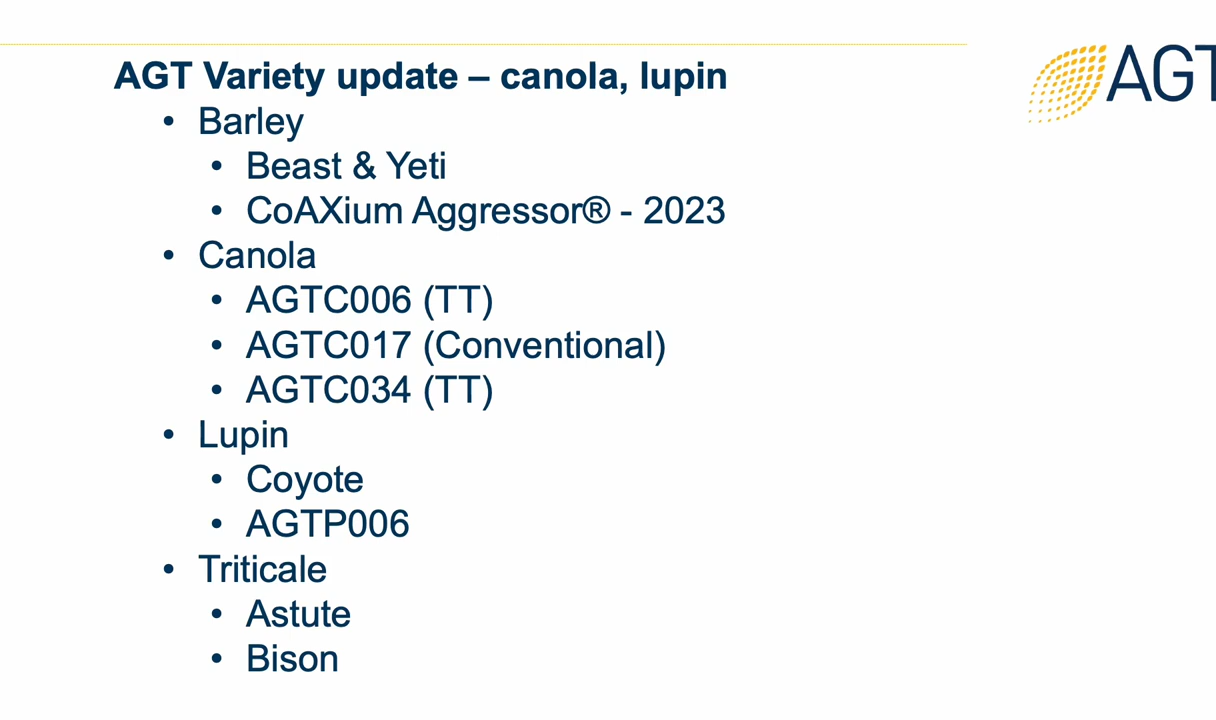 AGT Variety update – canola, lupin
• Barley
• Beast & Yeti
• CoAXium Aggressor® - 2023
• Canola
• AGTC006 (TT)
• AGTC017 (Conventional)
• AGTC034 (TT)
• Lupin
• Coyote
• AGTP006
• Triticale
• Astute
• Bison
AGT